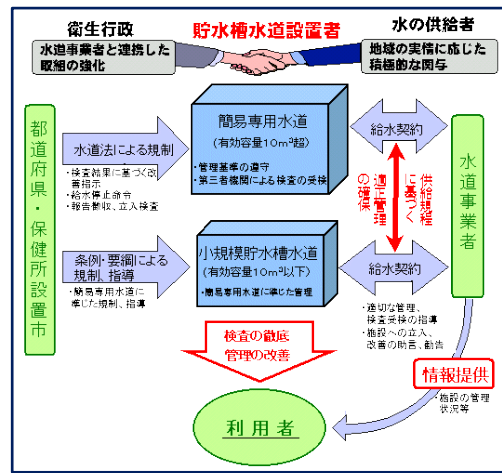 衛生行政
貯水槽水道設置者
水の供給者
水道事業者と連携した
取組の強化
地域の実情に応じた
積極的な関与
都道府県・保健所設置市
水道法による規制
・検査結果に基づく改
善指示
・給水停止命令
・報告徴収、立入検査
簡易専用水道
(有効容量10m³超)
・管理基準の遵守
・第三者機関による検査の受検
給水契約
供給規程
に基づく
適正管理
の確保
水道事業者
条例・要綱による
規制、指導
・簡易専用水道に
準じた規制、指導
小規模貯水槽水道
(有効容量10m³以下)
・簡易専用水道に準じた管理
給水契約
・適切な管理、
検査受検の指導
・施設への立入、
改善の助言、勧告
検査の徹底
管理の改善
情報提供
・施設の管理
状況等
利用者